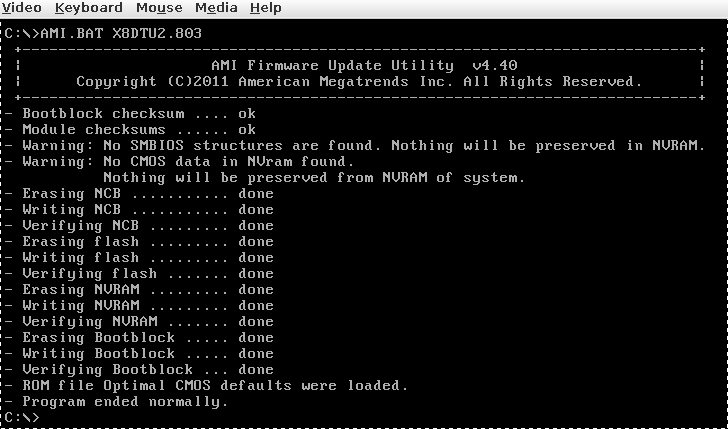 Video Keyboard Mouse Media Help
C:\>AMI.BAT X8DTU2.803
+---------------------------------------------------------------------------+
| AMI Firmware Update Utility v4.40 |
| Copyright (C)2011 American Megatrends Inc. All Rights Reserved. |
+---------------------------------------------------------------------------+
- Bootblock checksum .... ok
- Module checksums ...... ok
- Warning: No SMBIOS structures are found. Nothing will be preserved in NVRAM.
- Warning: No CMOS data in NVram found.
Nothing will be preserved from NVRAM of system.
- Erasing NCB ........... done
- Writing NCB ........... done
- Verifying NCB ......... done
- Erasing flash ......... done
- Writing flash ......... done
- Verifying flash ....... done
- Erasing NVRAM ......... done
- Writing NVRAM ......... done
- Verifying NVRAM ....... done
- Erasing Bootblock ..... done
- Writing Bootblock ..... done
- Verifying Bootblock ... done
- ROM file Optimal CMOS defaults were loaded.
- Program ended normally.
C:\>